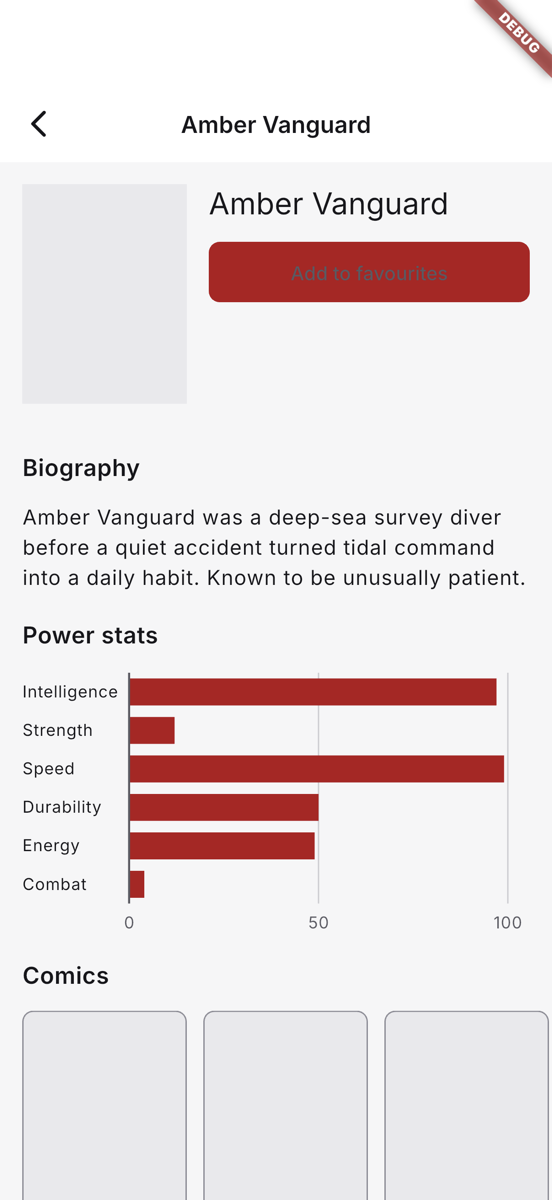 DEBUG
Amber Vanguard
Amber Vanguard
Add to favourites
Biography
Amber Vanguard was a deep-sea survey diver
before a quiet accident turned tidal command
into a daily habit. Known to be unusually patient.
Power stats
Intelligence
Strength
Speed
Durability
Energy
Combat
0 50 100
Comics